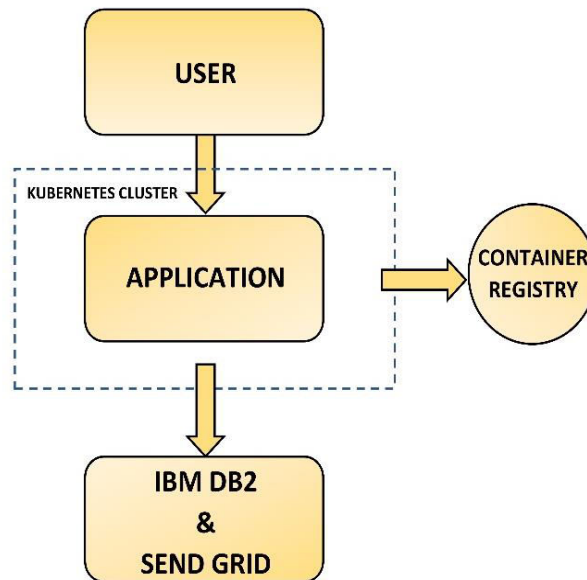 USER
KUBERNETES CLUSTER
APPLICATION
CONTAINER
REGISTRY
IBM DB2
&
SEND GRID